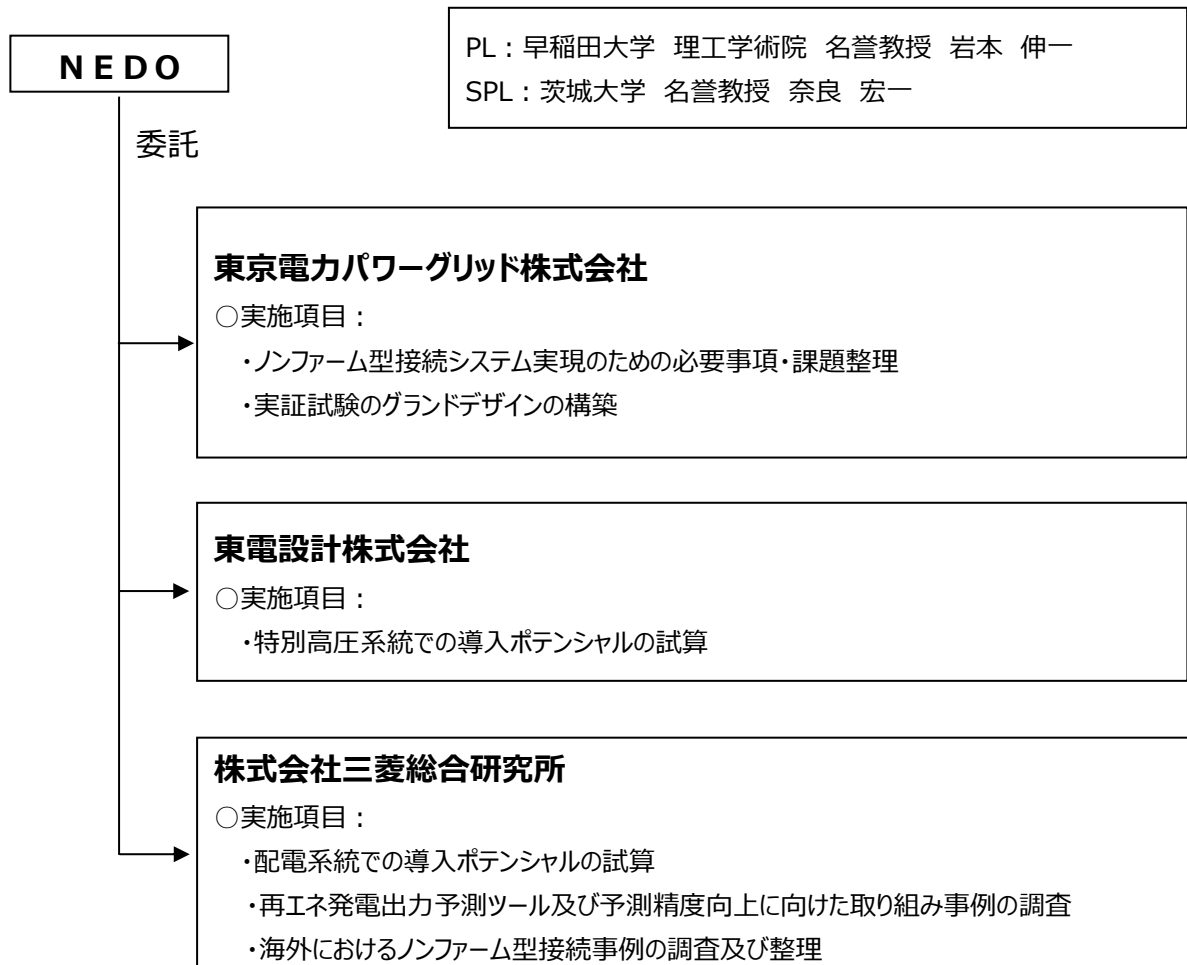 NEDO
PL：早稲田大学 理工学術院 名誉教授 岩本 伸一
SPL：茨城大学 名誉教授 奈良 宏一
委託
東京電力パワーグリッド株式会社
○実施項目：
・ノンファーム型接続システム実現のための必要事項・課題整理
・実証試験のグランドデザインの構築
東電設計株式会社
○実施項目：
・特別高圧系統での導入ポテンシャルの試算
株式会社三菱総合研究所
○実施項目：
・配電系統での導入ポテンシャルの試算
・再エネ発電出力予測ツール及び予測精度向上に向けた取り組み事例の調査
・海外におけるノンファーム型接続事例の調査及び整理